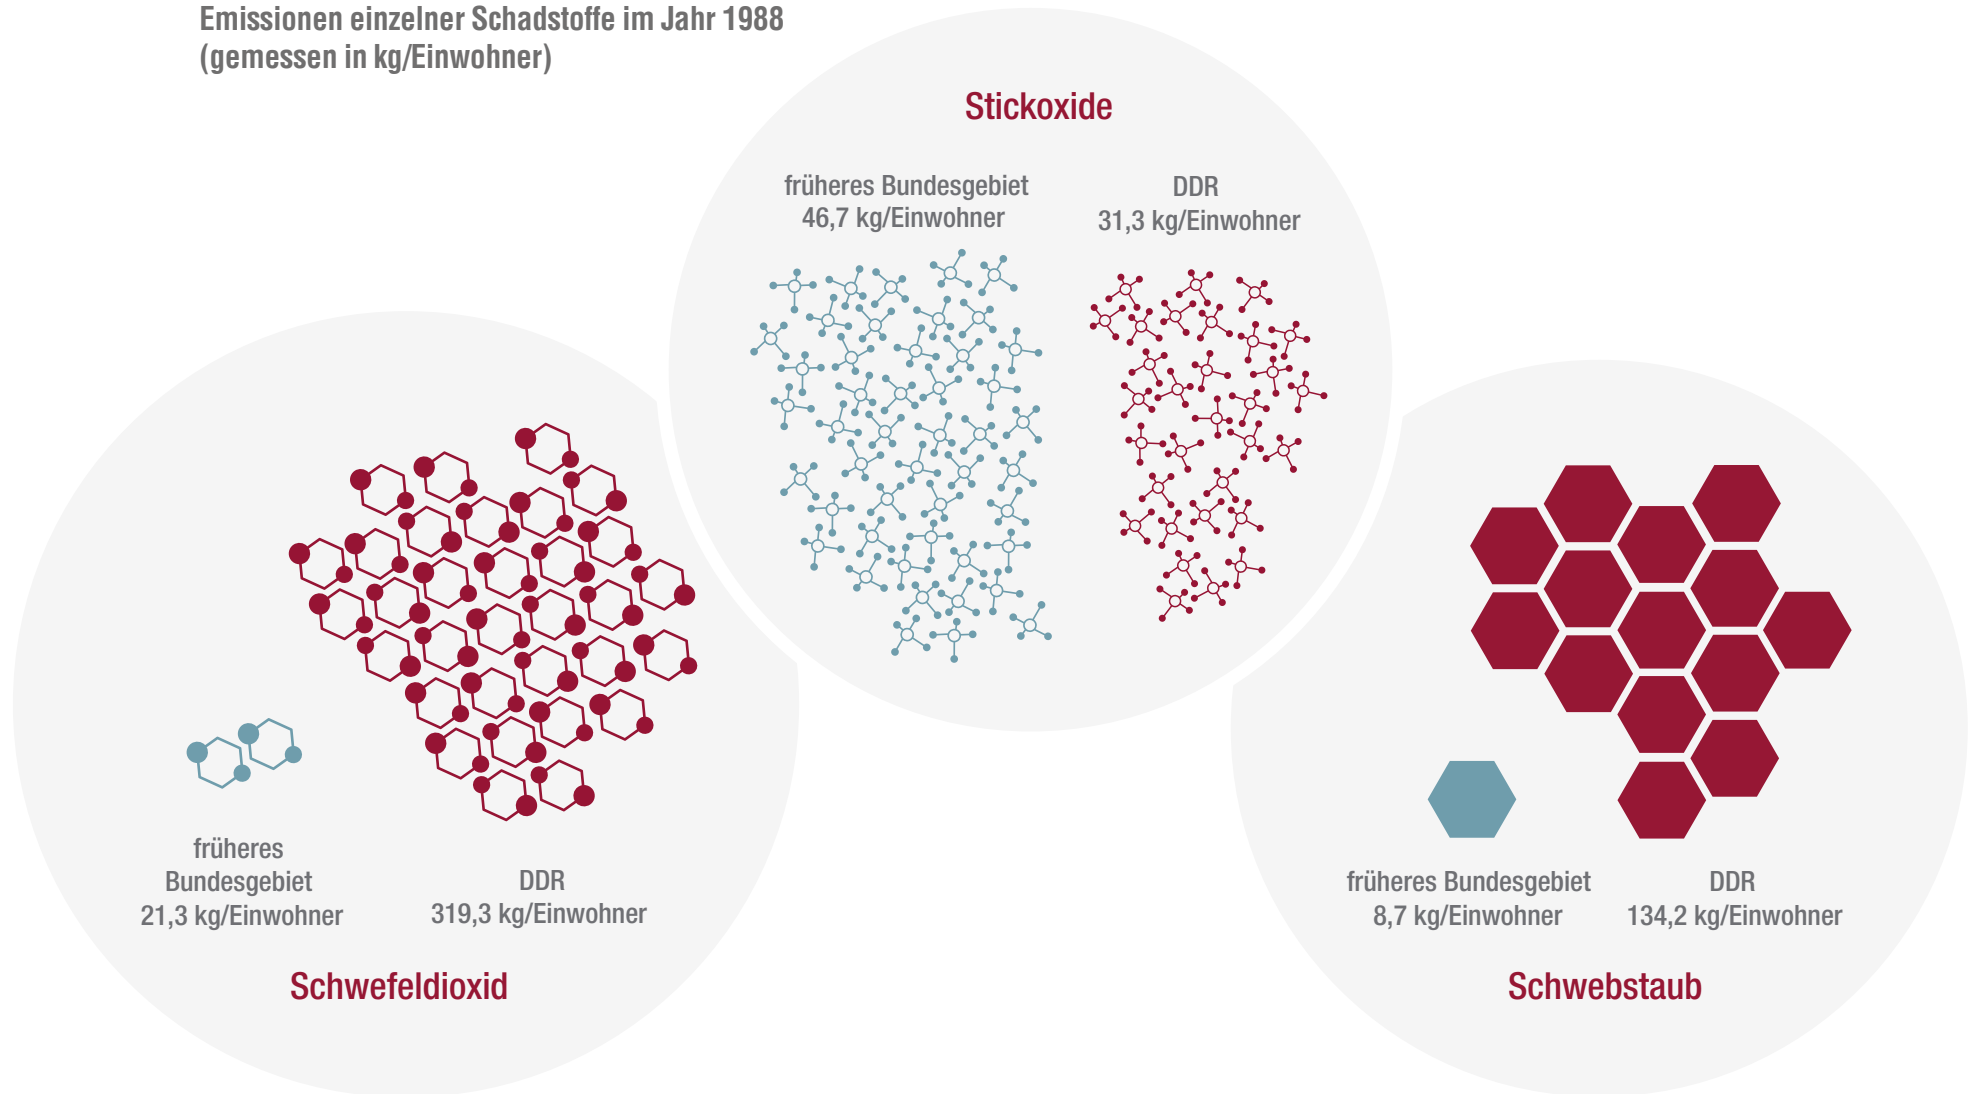 Emissionen einzelner Schadstoffe im Jahr 1988
(gemessen in kg/Einwohner)
Stickoxide
früheres Bundesgebiet
46,7 kg/Einwohner
DDR
31,3 kg/Einwohner
früheres
Bundesgebiet
21,3 kg/Einwohner
DDR
319,3 kg/Einwohner
Schwefeldioxid
früheres Bundesgebiet
8,7 kg/Einwohner
DDR
134,2 kg/Einwohner
Schwebstaub